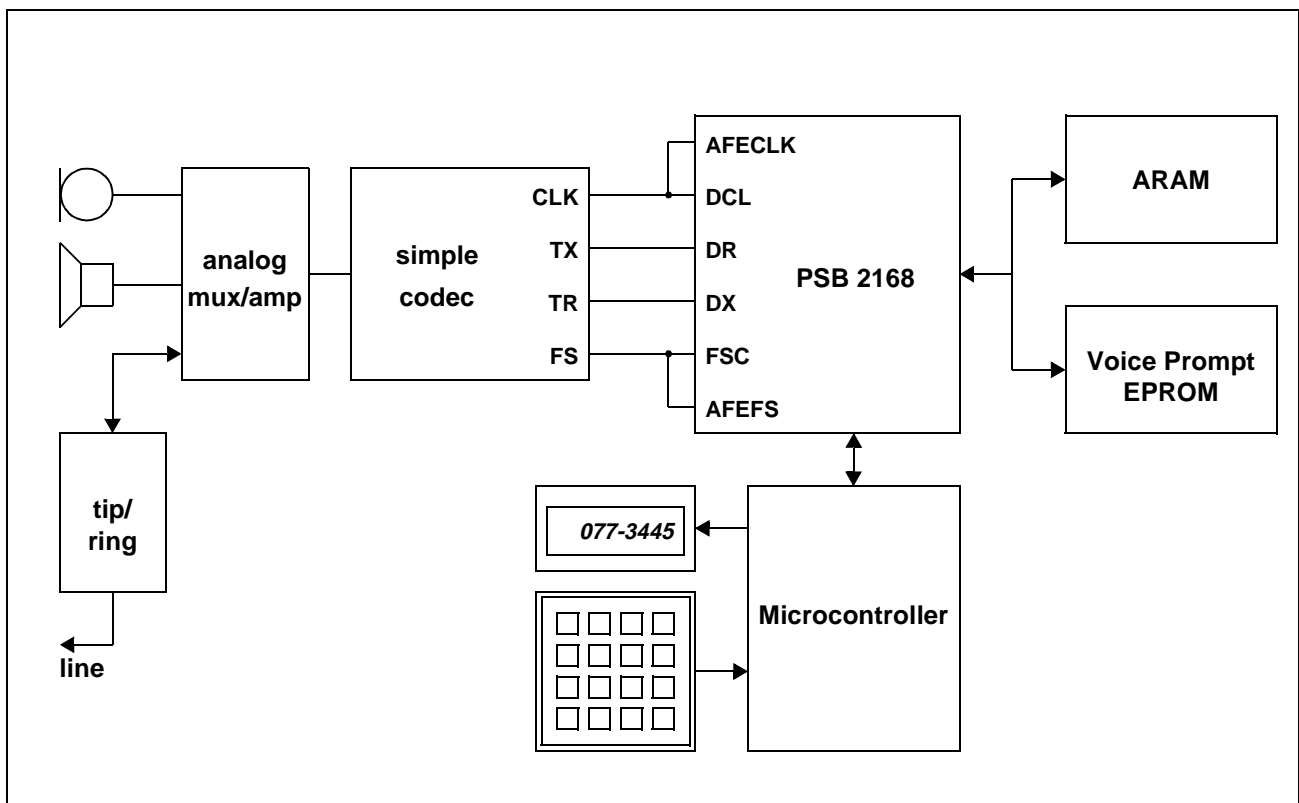 analog
mux/amp
simple
codec
CLK
TX
TR
FS
AFECLK
DCL
DR
DX
FSC
AFEFS
PSB 2168
ARAM
Voice Prompt
EPROM
tip/
ring
line
077-3445
Microcontroller